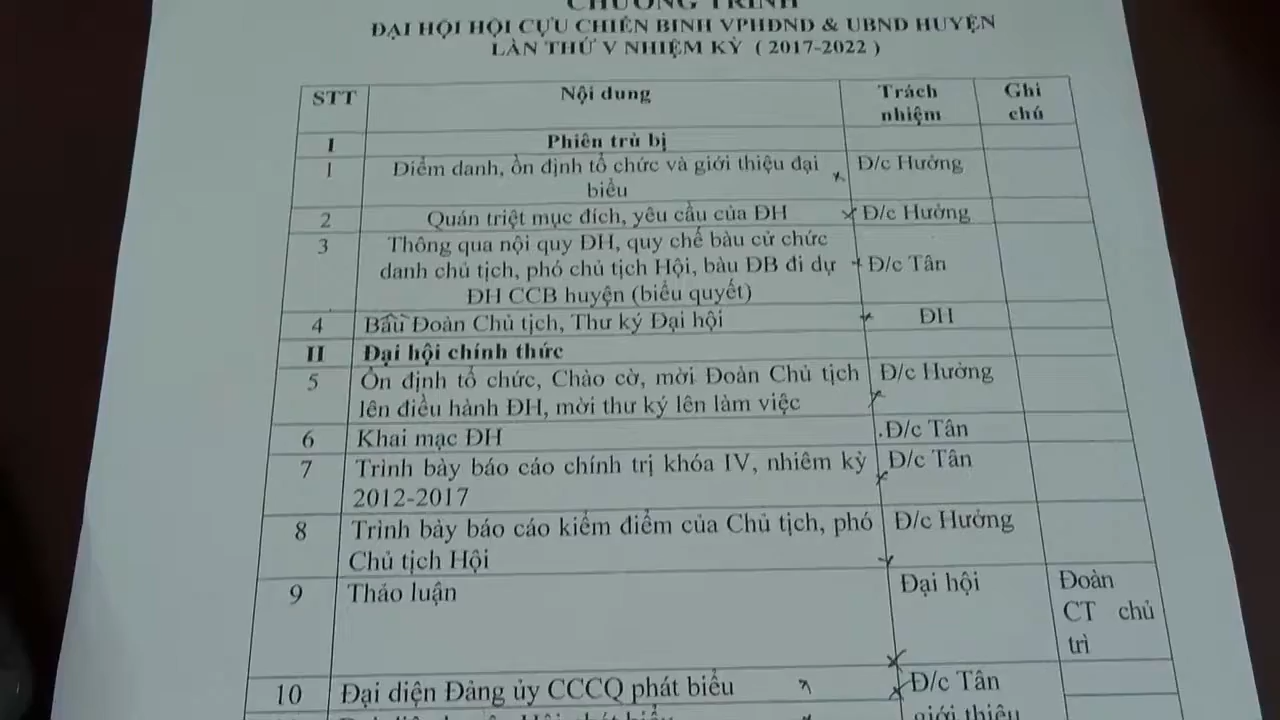 CHƯƠNG TRÌNH
ĐẠI HỘI HỘI CỰU CHIẾN BINH VPHĐND & UBND HUYỆN
LẦN THỨ V NHIỆM KỲ ( 2017-2022 )
STT Nội dung Trách nhiệm Ghi chú
I Phiên trù bị
1 Điểm danh, ổn định tổ chức và giới thiệu đại Đ/c Hưởng
biểu
2 Quán triệt mục đích, yêu cầu của ĐH Đ/c Hưởng
3 Thông qua nội quy ĐH, quy chế bầu cử chức
danh chủ tịch, phó chủ tịch Hội, bàu ĐB đi dự Đ/c Tân
ĐH CCB huyện (biểu quyết)
4 Bầu Đoàn Chủ tịch, Thư ký Đại hội ĐH
II Đại hội chính thức
5 Ổn định tổ chức, Chào cờ, mời Đoàn Chủ tịch Đ/c Hưởng
lên điều hành ĐH, mời thư ký lên làm việc
6 Khai mạc ĐH Đ/c Tân
7 Trình bày báo cáo chính trị khóa IV, nhiêm kỳ Đ/c Tân
2012-2017
8 Trình bày báo cáo kiểm điểm của Chủ tịch, phó Đ/c Hưởng
Chủ tịch Hội
9 Thảo luận Đại hội Đoàn
CT chủ
trì
10 Đại diện Đảng ủy CCCQ phát biểu Đ/c Tân
giới thiệu